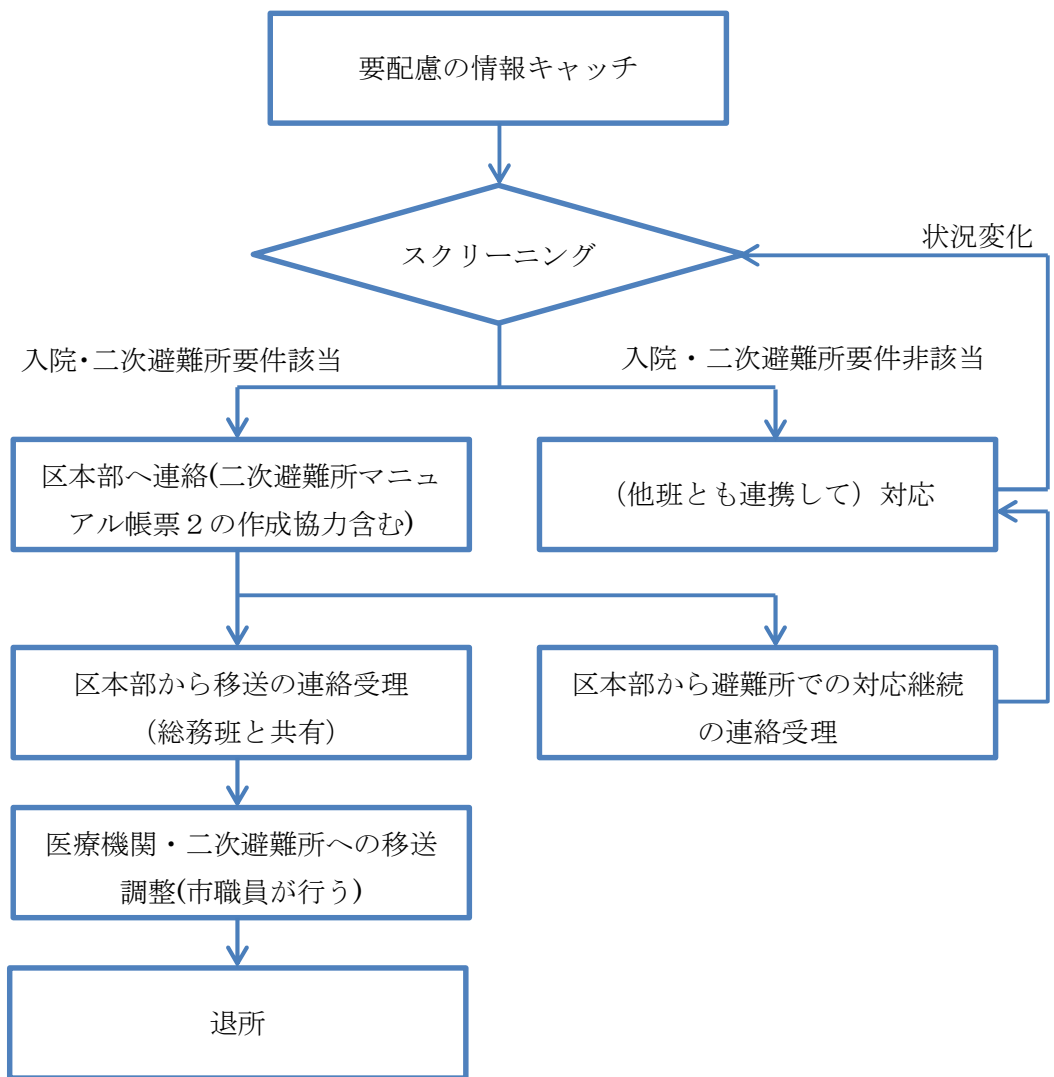 要配慮の情報キャッチ
スクリーニング
状況変化
入院・二次避難所要件該当
入院・二次避難所要件非該当
区本部へ連絡(二次避難所マニュ
アル帳票２の作成協力含む)
（他班とも連携して）対応
区本部から移送の連絡受理
（総務班と共有）
区本部から避難所での対応継続
の連絡受理
医療機関・二次避難所への移送
調整(市職員が行う)
退所